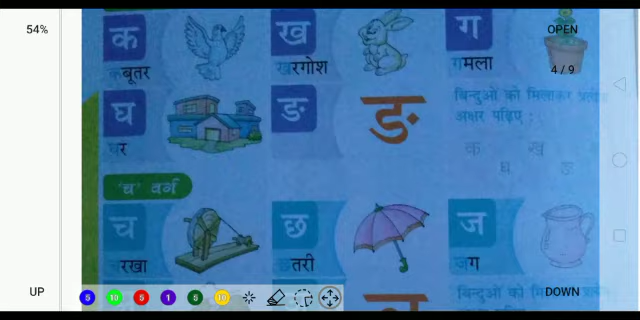 54%
OPEN
4 / 9
क
ख
ग
कबूतर
खरगोश
गमला
घ
ङ
ङ
बिन्दुओं को मिलाकर
अक्षर पढ़िए :
क ख
घ ङ
घर
'च' वर्ग
च
छ
ज
चरखा
छतरी
जग
UP
5 10 5 1 5 10
DOWN
बिन्दुओं को